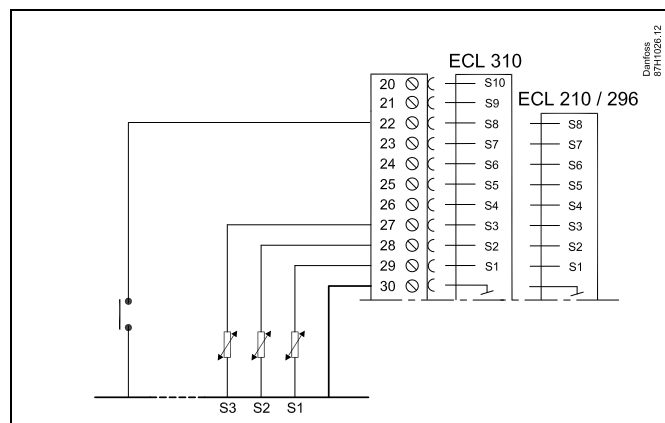 Danfoss
87H1026.12
ECL 310
ECL 210 / 296
20 S10
21 S9
22 S8 S8
23 S7 S7
24 S6 S6
25 S5 S5
26 S4 S4
27 S3 S3
28 S2 S2
29 S1 S1
30
S3 S2 S1